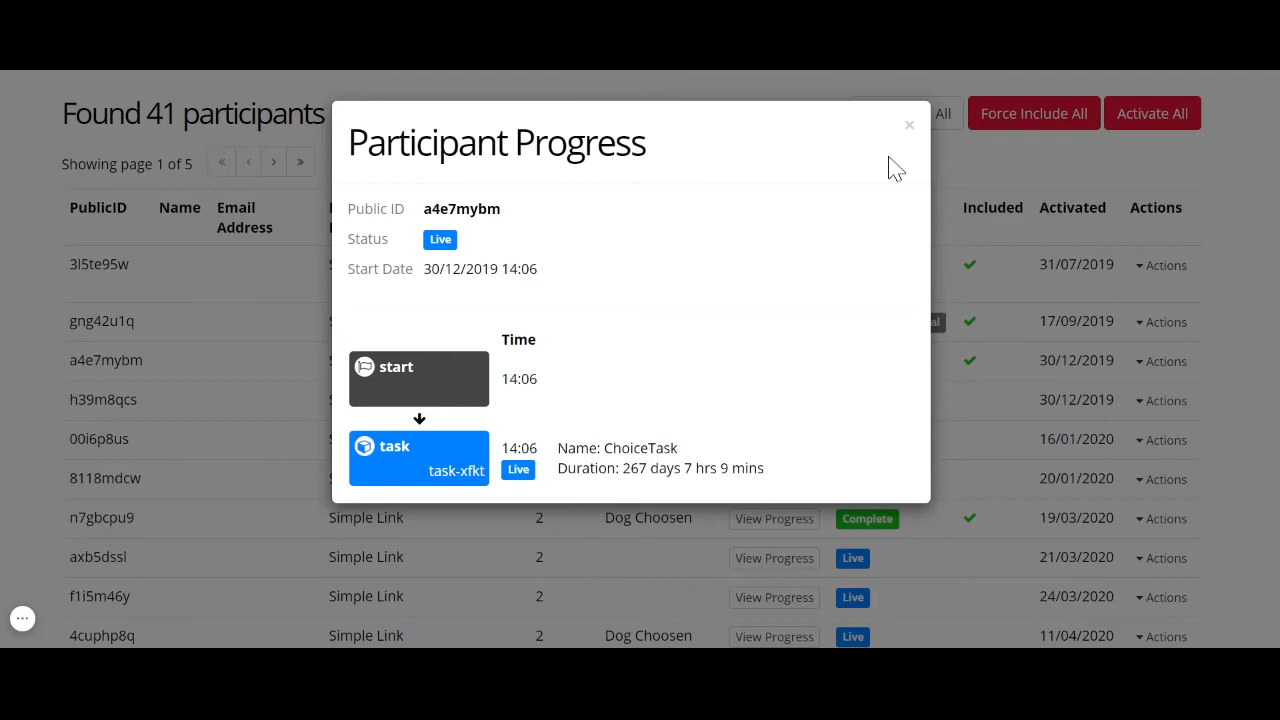 Found 41 participants
All
Force Include All
Activate All
Showing page 1 of 5
« ‹ › »
PublicID Name Email Address Included Activated Actions
3l5te95w 31/07/2019 Actions
gng42u1q al 17/09/2019 Actions
a4e7mybm 30/12/2019 Actions
h39m8qcs 30/12/2019 Actions
00i6p8us 16/01/2020 Actions
8118mdcw 20/01/2020 Actions
n7gbcpu9 Simple Link 2 Dog Choosen View Progress Complete 19/03/2020 Actions
axb5dssl Simple Link 2 View Progress Live 21/03/2020 Actions
f1i5m46y Simple Link 2 View Progress Live 24/03/2020 Actions
4cuphp8q Simple Link 2 Dog Choosen View Progress Live 11/04/2020 Actions
Participant Progress ×
Public ID a4e7mybm
Status Live
Start Date 30/12/2019 14:06
Time
start 14:06
task 14:06 Name: ChoiceTask
task-xfkt Live Duration: 267 days 7 hrs 9 mins